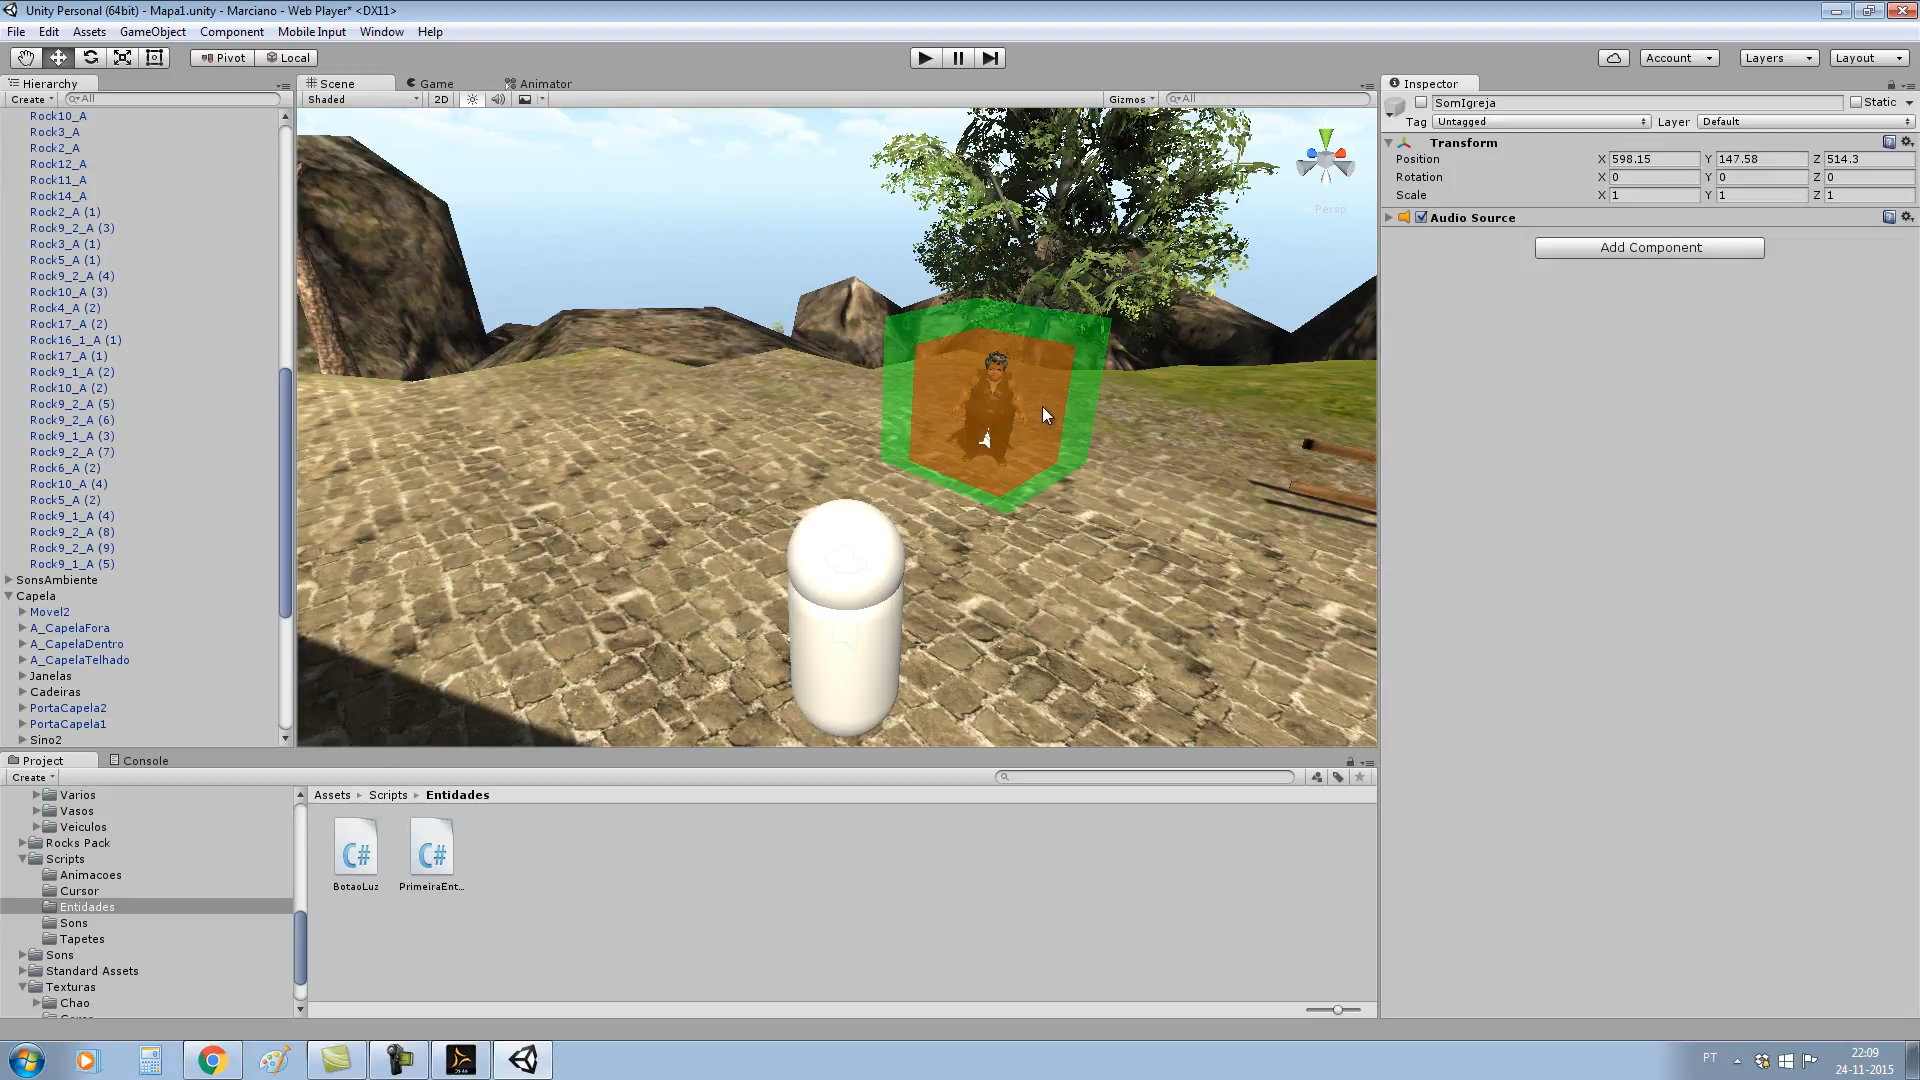 Unity Personal (64bit) - Mapa1.unity - Marciano - Web Player* <DX11>
File Edit Assets GameObject Component Mobile Input Window Help
Pivot Local Account Layers Layout
Hierarchy
Create All
Rock10_A
Rock3_A
Rock2_A
Rock12_A
Rock11_A
Rock14_A
Rock2_A (1)
Rock9_2_A (3)
Rock3_A (1)
Rock5_A (1)
Rock9_2_A (4)
Rock10_A (3)
Rock4_A (2)
Rock17_A (2)
Rock16_1_A (1)
Rock17_A (1)
Rock9_1_A (2)
Rock10_A (2)
Rock9_2_A (5)
Rock9_2_A (6)
Rock9_1_A (3)
Rock9_2_A (7)
Rock6_A (2)
Rock10_A (4)
Rock5_A (2)
Rock9_1_A (4)
Rock9_2_A (8)
Rock9_2_A (9)
Rock9_1_A (5)
SonsAmbiente
Capela
Movel2
A_CapelaFora
A_CapelaDentro
A_CapelaTelhado
Janelas
Cadeiras
PortaCapela2
PortaCapela1
Sino2
Scene Game Animator
Shaded 2D Gizmos All
Persp
Inspector
SomIgreja Static
Tag Untagged Layer Default
Transform
Position X 598.15 Y 147.58 Z 514.3
Rotation X 0 Y 0 Z 0
Scale X 1 Y 1 Z 1
Audio Source
Add Component
Project Console
Create
Varios
Vasos
Veiculos
Rocks Pack
Scripts
Animacoes
Cursor
Entidades
Sons
Tapetes
Sons
Standard Assets
Texturas
Chao
Assets Scripts Entidades
C# C#
BotaoLuz PrimeiraEnt...
PT 22:09
24-11-2015